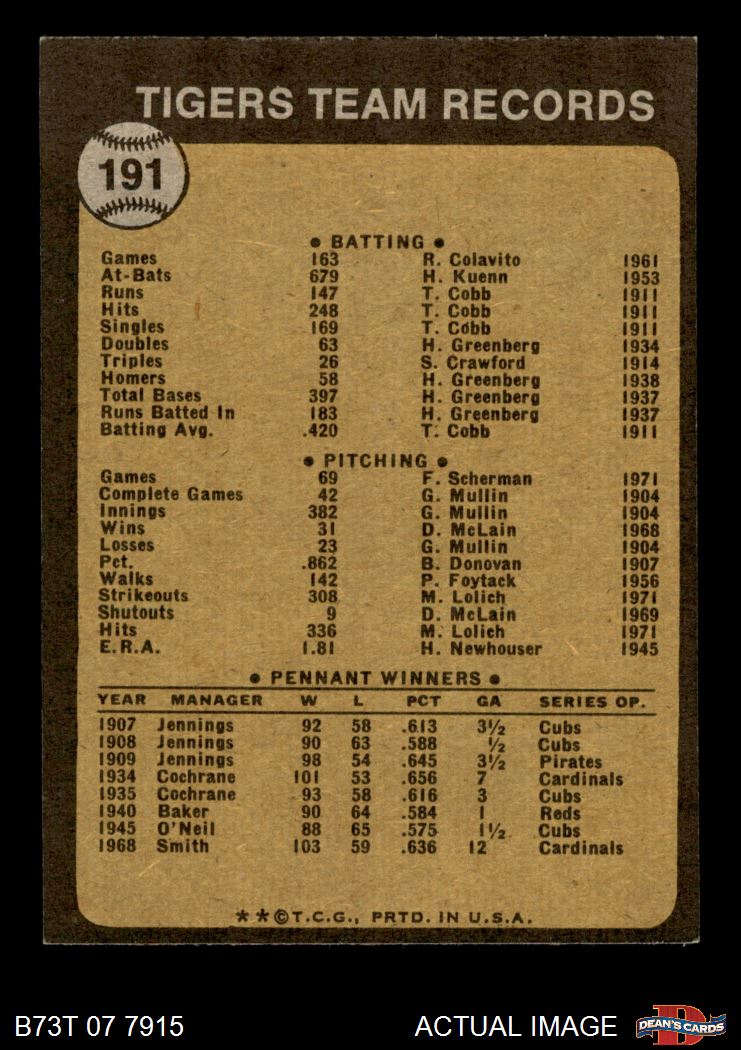 TIGERS TEAM RECORDS
191
• BATTING •
Games 163 R. Colavito 1961
At-Bats 679 H. Kuenn 1953
Runs 147 T. Cobb 1911
Hits 248 T. Cobb 1911
Singles 169 T. Cobb 1911
Doubles 63 H. Greenberg 1934
Triples 26 S. Crawford 1914
Homers 58 H. Greenberg 1938
Total Bases 397 H. Greenberg 1937
Runs Batted In 183 H. Greenberg 1937
Batting Avg. .420 T. Cobb 1911
• PITCHING •
Games 69 F. Scherman 1971
Complete Games 42 G. Mullin 1904
Innings 382 G. Mullin 1904
Wins 31 D. McLain 1968
Losses 23 G. Mullin 1904
Pct. .862 B. Donovan 1907
Walks 142 P. Foytack 1956
Strikeouts 308 M. Lolich 1971
Shutouts 9 D. McLain 1969
Hits 336 M. Lolich 1971
E.R.A. 1.81 H. Newhouser 1945
• PENNANT WINNERS •
YEAR MANAGER W L PCT GA SERIES OP.
1907 Jennings 92 58 .613 3½ Cubs
1908 Jennings 90 63 .588 ½ Cubs
1909 Jennings 98 54 .645 3½ Pirates
1934 Cochrane 101 53 .656 7 Cardinals
1935 Cochrane 93 58 .616 3 Cubs
1940 Baker 90 64 .584 1 Reds
1945 O'Neil 88 65 .575 1½ Cubs
1968 Smith 103 59 .636 12 Cardinals
**©T.C.G., PRTD. IN U.S.A.
B73T 07 7915 ACTUAL IMAGE D DEAN'S CARDS